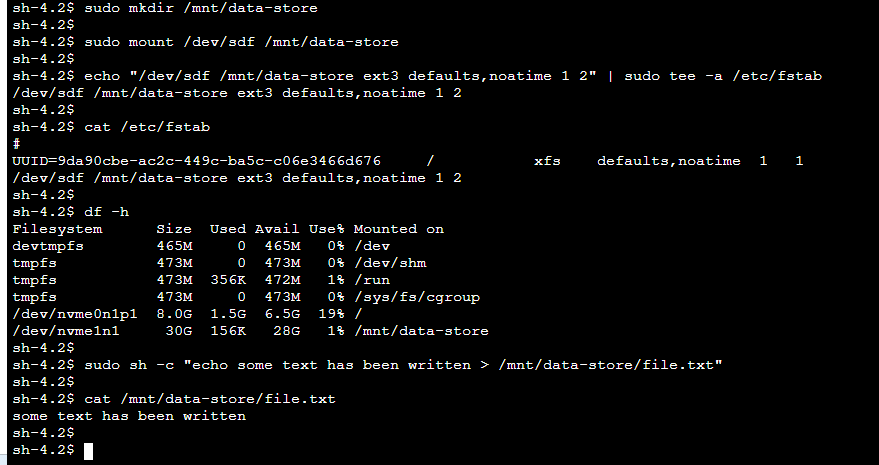 sh-4.2$ sudo mkdir /mnt/data-store
sh-4.2$
sh-4.2$ sudo mount /dev/sdf /mnt/data-store
sh-4.2$
sh-4.2$ echo "/dev/sdf /mnt/data-store ext3 defaults,noatime 1 2" | sudo tee -a /etc/fstab
/dev/sdf /mnt/data-store ext3 defaults,noatime 1 2
sh-4.2$
sh-4.2$ cat /etc/fstab
#
UUID=9da90cbe-ac2c-449c-ba5c-c06e3466d676     /           xfs    defaults,noatime  1   1
/dev/sdf /mnt/data-store ext3 defaults,noatime 1 2
sh-4.2$
sh-4.2$ df -h
Filesystem      Size  Used Avail Use% Mounted on
devtmpfs        465M     0  465M   0% /dev
tmpfs           473M     0  473M   0% /dev/shm
tmpfs           473M  356K  472M   1% /run
tmpfs           473M     0  473M   0% /sys/fs/cgroup
/dev/nvme0n1p1  8.0G  1.5G  6.5G  19% /
/dev/nvme1n1     30G  156K   28G   1% /mnt/data-store
sh-4.2$
sh-4.2$ sudo sh -c "echo some text has been written > /mnt/data-store/file.txt"
sh-4.2$
sh-4.2$ cat /mnt/data-store/file.txt
some text has been written
sh-4.2$
sh-4.2$